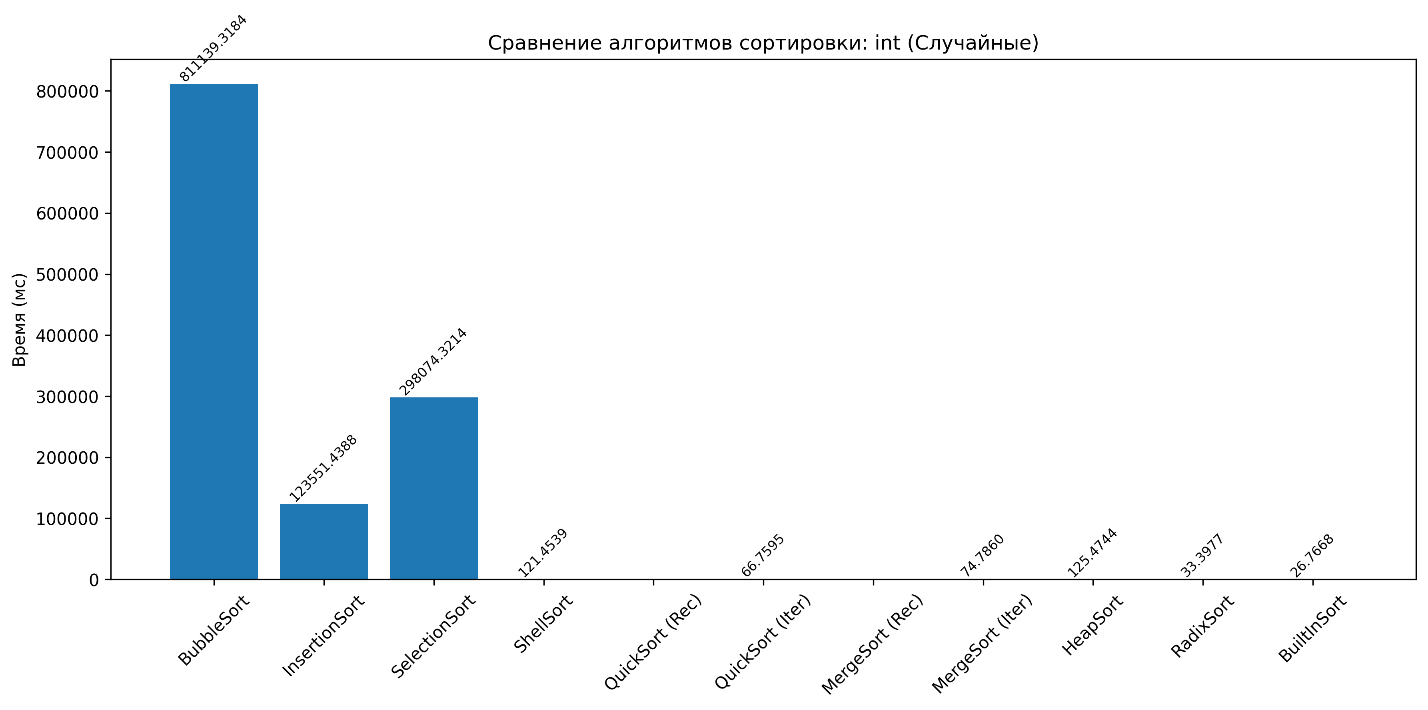 Сравнение алгоритмов сортировки: int (Случайные)
Время (мс)
800000
700000
600000
500000
400000
300000
200000
100000
0
811139.3184
123551.4388
298074.3214
121.4539
66.7595
74.7860
125.4744
33.3977
26.7668
BubbleSort
InsertionSort
SelectionSort
ShellSort
QuickSort (Rec)
QuickSort (Iter)
MergeSort (Rec)
MergeSort (Iter)
HeapSort
RadixSort
BuiltInSort